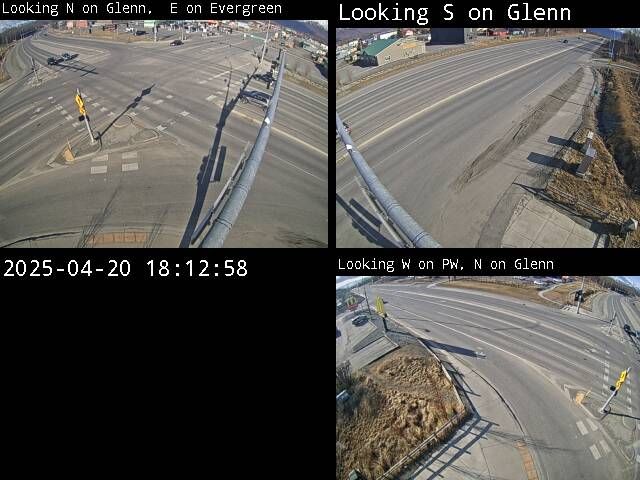 Looking N on Glenn, E on Evergreen
Looking S on Glenn
2025-04-20 18:12:58
Looking W on PW, N on Glenn